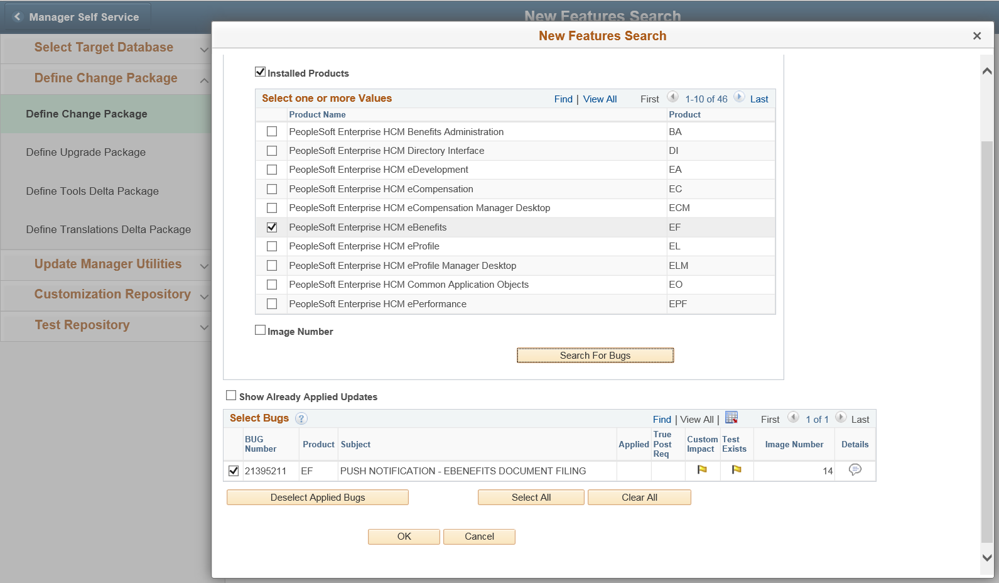 Manager Self Service
New Features Search
Select Target Database
Define Change Package
Define Change Package
Define Upgrade Package
Define Tools Delta Package
Define Translations Delta Package
Update Manager Utilities
Customization Repository
Test Repository
New Features Search
Installed Products
Select one or more Values Find | View All First 1-10 of 46 Last
Product Name Product
PeopleSoft Enterprise HCM Benefits Administration BA
PeopleSoft Enterprise HCM Directory Interface DI
PeopleSoft Enterprise HCM eDevelopment EA
PeopleSoft Enterprise HCM eCompensation EC
PeopleSoft Enterprise HCM eCompensation Manager Desktop ECM
PeopleSoft Enterprise HCM eBenefits EF
PeopleSoft Enterprise HCM eProfile EL
PeopleSoft Enterprise HCM eProfile Manager Desktop ELM
PeopleSoft Enterprise HCM Common Application Objects EO
PeopleSoft Enterprise HCM ePerformance EPF
Image Number
Search For Bugs
Show Already Applied Updates
Select Bugs ? Find | View All | First 1 of 1 Last
BUG Number Product Subject Applied True Post Req Custom Impact Test Exists Image Number Details
21395211 EF PUSH NOTIFICATION - EBENEFITS DOCUMENT FILING 14
Deselect Applied Bugs Select All Clear All
OK Cancel